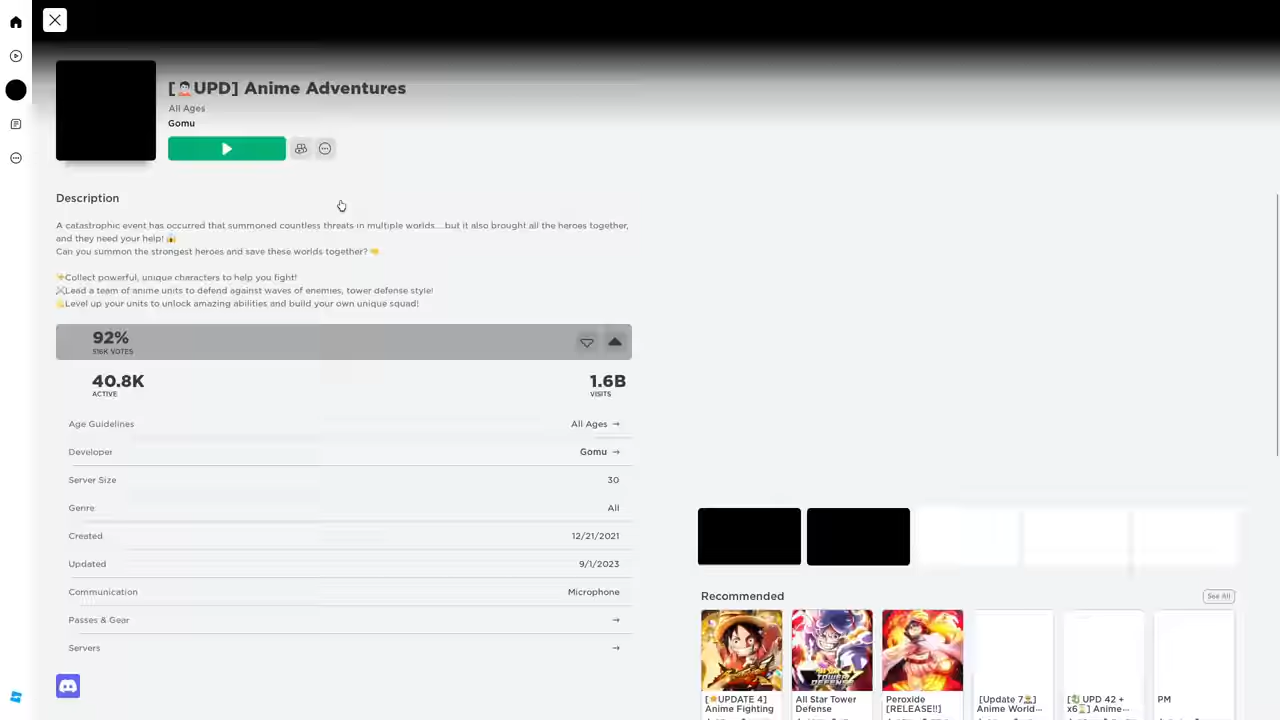 [UPD] Anime Adventures
All Ages
Gomu
Description
A catastrophic event has occurred that summoned countless threats in multiple worlds....but it also brought all the heroes together,
and they need your help! 😱
Can you summon the strongest heroes and save these worlds together? 🤜
✨Collect powerful, unique characters to help you fight!
⚔️Lead a team of anime units to defend against waves of enemies, tower defense style!
🌟Level up your units to unlock amazing abilities and build your own unique squad!
92%
916K VOTES
40.8K
ACTIVE
1.6B
VISITS
Age Guidelines
All Ages →
Developer
Gomu →
Server Size
30
Genre
All
Created
12/21/2021
Updated
9/1/2023
Communication
Microphone
Passes & Gear
→
Servers
→
Recommended
See All
[☀️UPDATE 4]
Anime Fighting
All Star Tower
Defense
Peroxide
[RELEASE!!]
[Update 7⏳]
Anime World...
[UPD 42 +
x6⏳] Anime...
PM